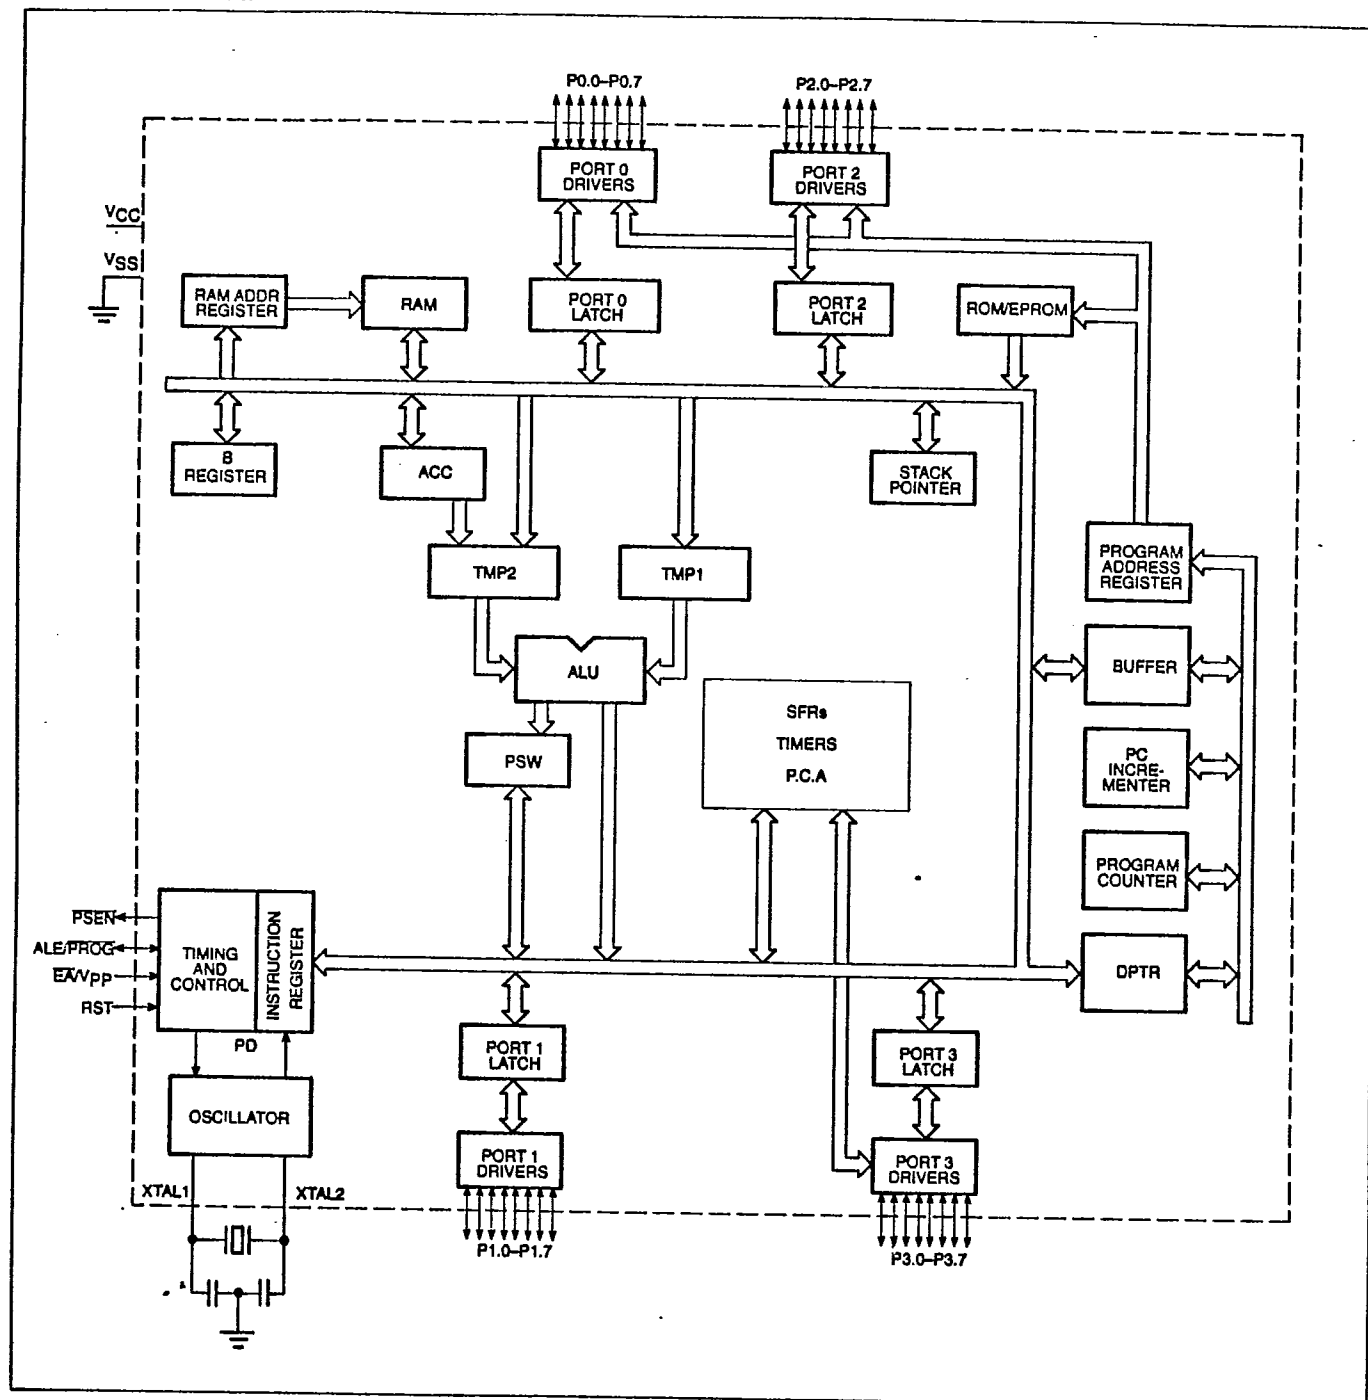 P0.0–P0.7
P2.0–P2.7
PORT 0
DRIVERS
PORT 2
DRIVERS
VCC
VSS
RAM ADDR
REGISTER
RAM
PORT 0
LATCH
PORT 2
LATCH
ROM/EPROM
B
REGISTER
ACC
STACK
POINTER
TMP2
TMP1
PROGRAM
ADDRESS
REGISTER
ALU
BUFFER
SFRs
TIMERS
P.C.A
PSW
PC
INCRE-
MENTER
PROGRAM
COUNTER
PSEN
ALE/PROG
EA/VPP
RST
TIMING
AND
CONTROL
INSTRUCTION
REGISTER
DPTR
PD
PORT 1
LATCH
PORT 3
LATCH
OSCILLATOR
PORT 1
DRIVERS
PORT 3
DRIVERS
XTAL1
XTAL2
P1.0–P1.7
P3.0–P3.7